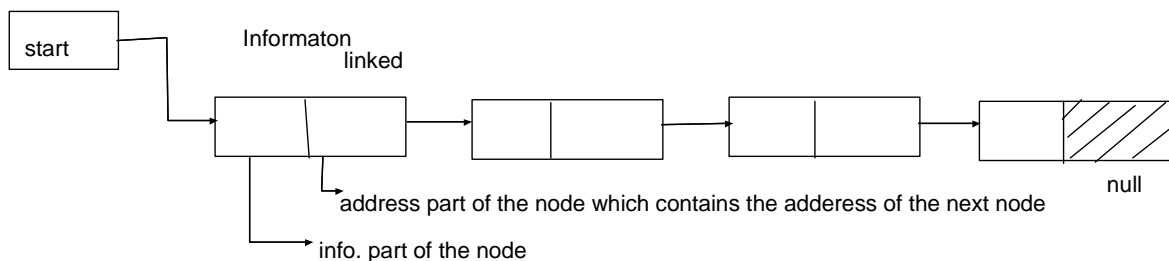 start
Informaton
linked
null
address part of the node which contains the adderess of the next node
info. part of the node